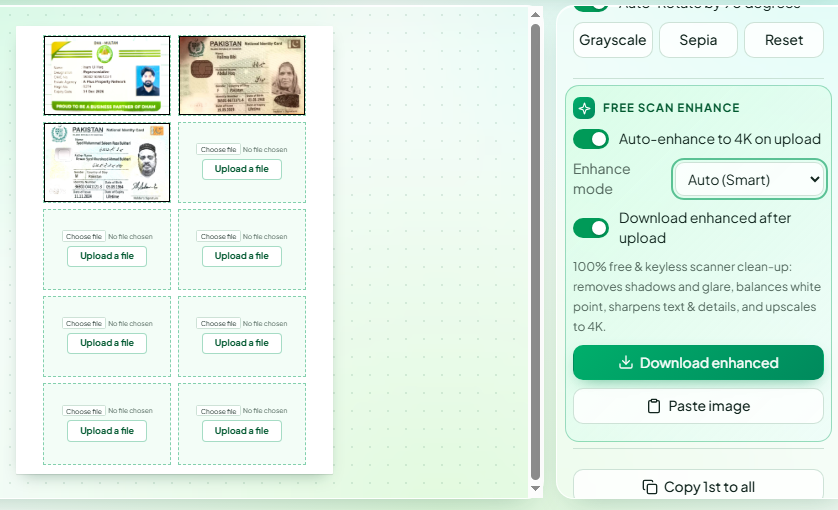 Auto-Rotate by 90 degrees
Grayscale
Sepia
Reset
PROUD TO BE A BUSINESS PARTNER OF DHAM
PAKISTAN National Identity Card
PAKISTAN National Identity Card
Choose file No file chosen
Upload a file
Choose file No file chosen
Upload a file
Choose file No file chosen
Upload a file
Choose file No file chosen
Upload a file
Choose file No file chosen
Upload a file
Choose file No file chosen
Upload a file
Choose file No file chosen
Upload a file
FREE SCAN ENHANCE
Auto-enhance to 4K on upload
Enhance mode
Auto (Smart)
Download enhanced after
upload
100% free & keyless scanner clean-up:
removes shadows and glare, balances white
point, sharpens text & details, and upscales
to 4K.
Download enhanced
Paste image
Copy 1st to all